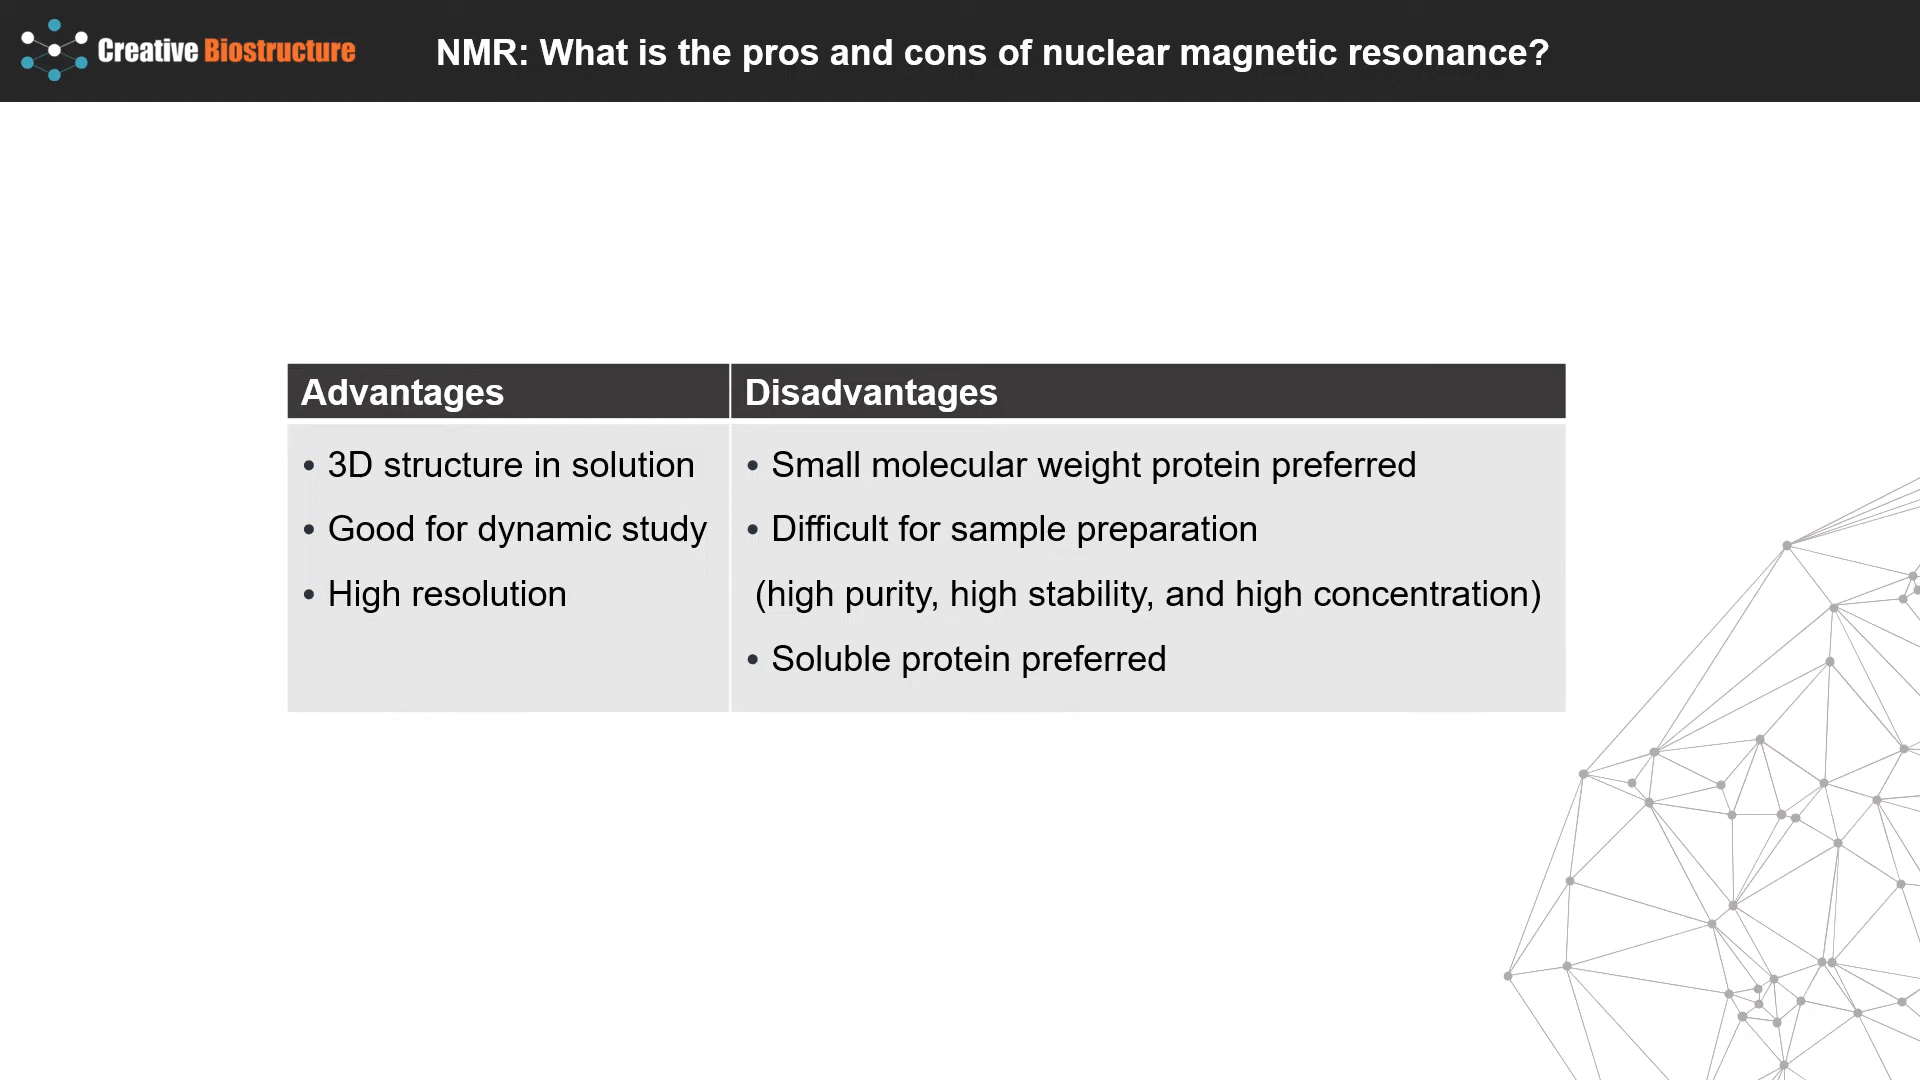 Creative Biostructure
NMR: What is the pros and cons of nuclear magnetic resonance?
Advantages
Disadvantages
• 3D structure in solution
• Good for dynamic study
• High resolution
• Small molecular weight protein preferred
• Difficult for sample preparation
(high purity, high stability, and high concentration)
• Soluble protein preferred